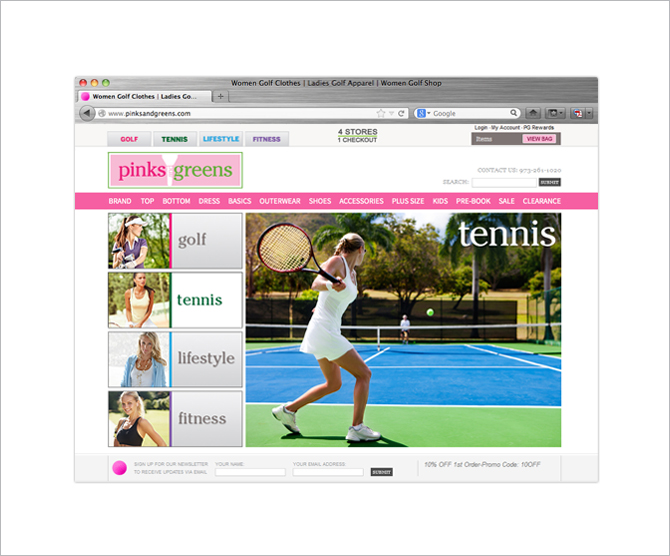 Women Golf Clothes | Ladies Golf Apparel | Women Golf Shop
Women Golf Clothes | Ladies Go...
www.pinksandgreens.com
Google
GOLF TENNIS LIFESTYLE FITNESS
4 STORES
1 CHECKOUT
Login My Account PG Rewards
Items VIEW BAG
pinks greens
CONTACT US: 973-261-1020
SEARCH: SUBMIT
BRAND TOP BOTTOM DRESS BASICS OUTERWEAR SHOES ACCESSORIES PLUS SIZE KIDS PRE-BOOK SALE CLEARANCE
golf
tennis
tennis
lifestyle
fitness
SIGN UP FOR OUR NEWSLETTER
TO RECEIVE UPDATES VIA EMAIL
YOUR NAME:
YOUR EMAIL ADDRESS:
SUBMIT
10% OFF 1st Order-Promo Code: 10OFF